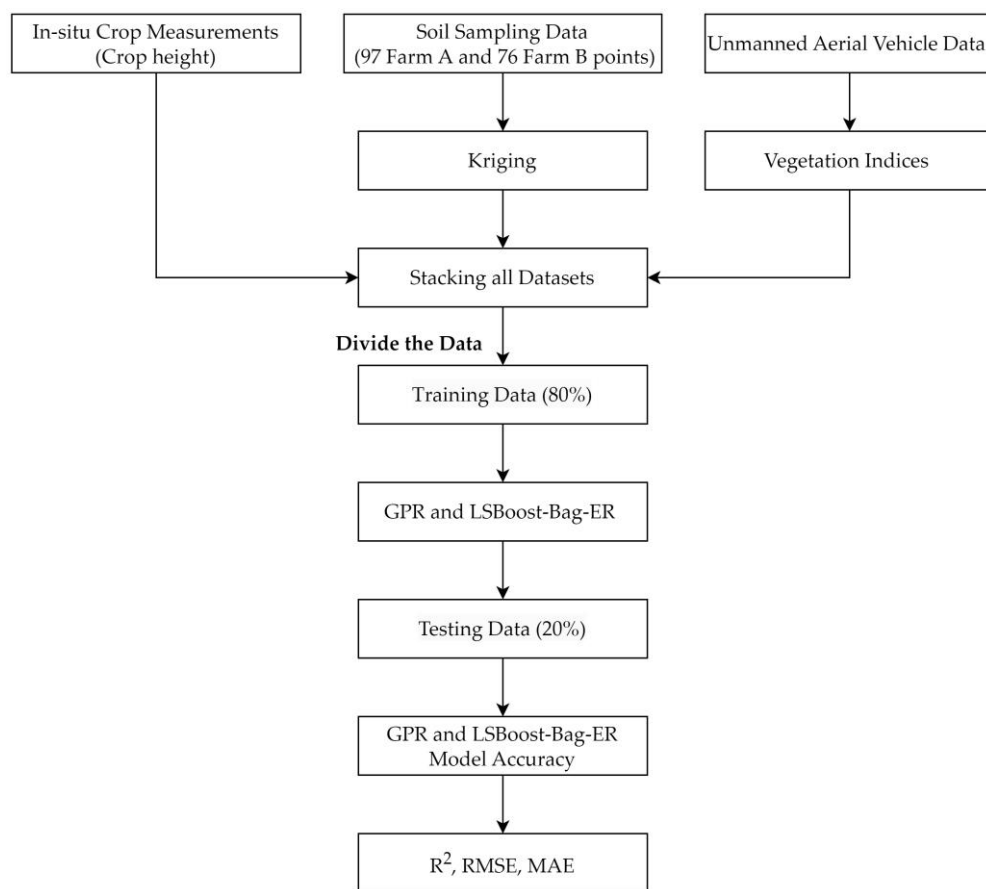 In-situ Crop Measurements
(Crop height)
Soil Sampling Data
(97 Farm A and 76 Farm B points)
Unmanned Aerial Vehicle Data
Kriging
Vegetation Indices
Stacking all Datasets
Divide the Data
Training Data (80%)
GPR and LSBoost-Bag-ER
Testing Data (20%)
GPR and LSBoost-Bag-ER
Model Accuracy
R², RMSE, MAE